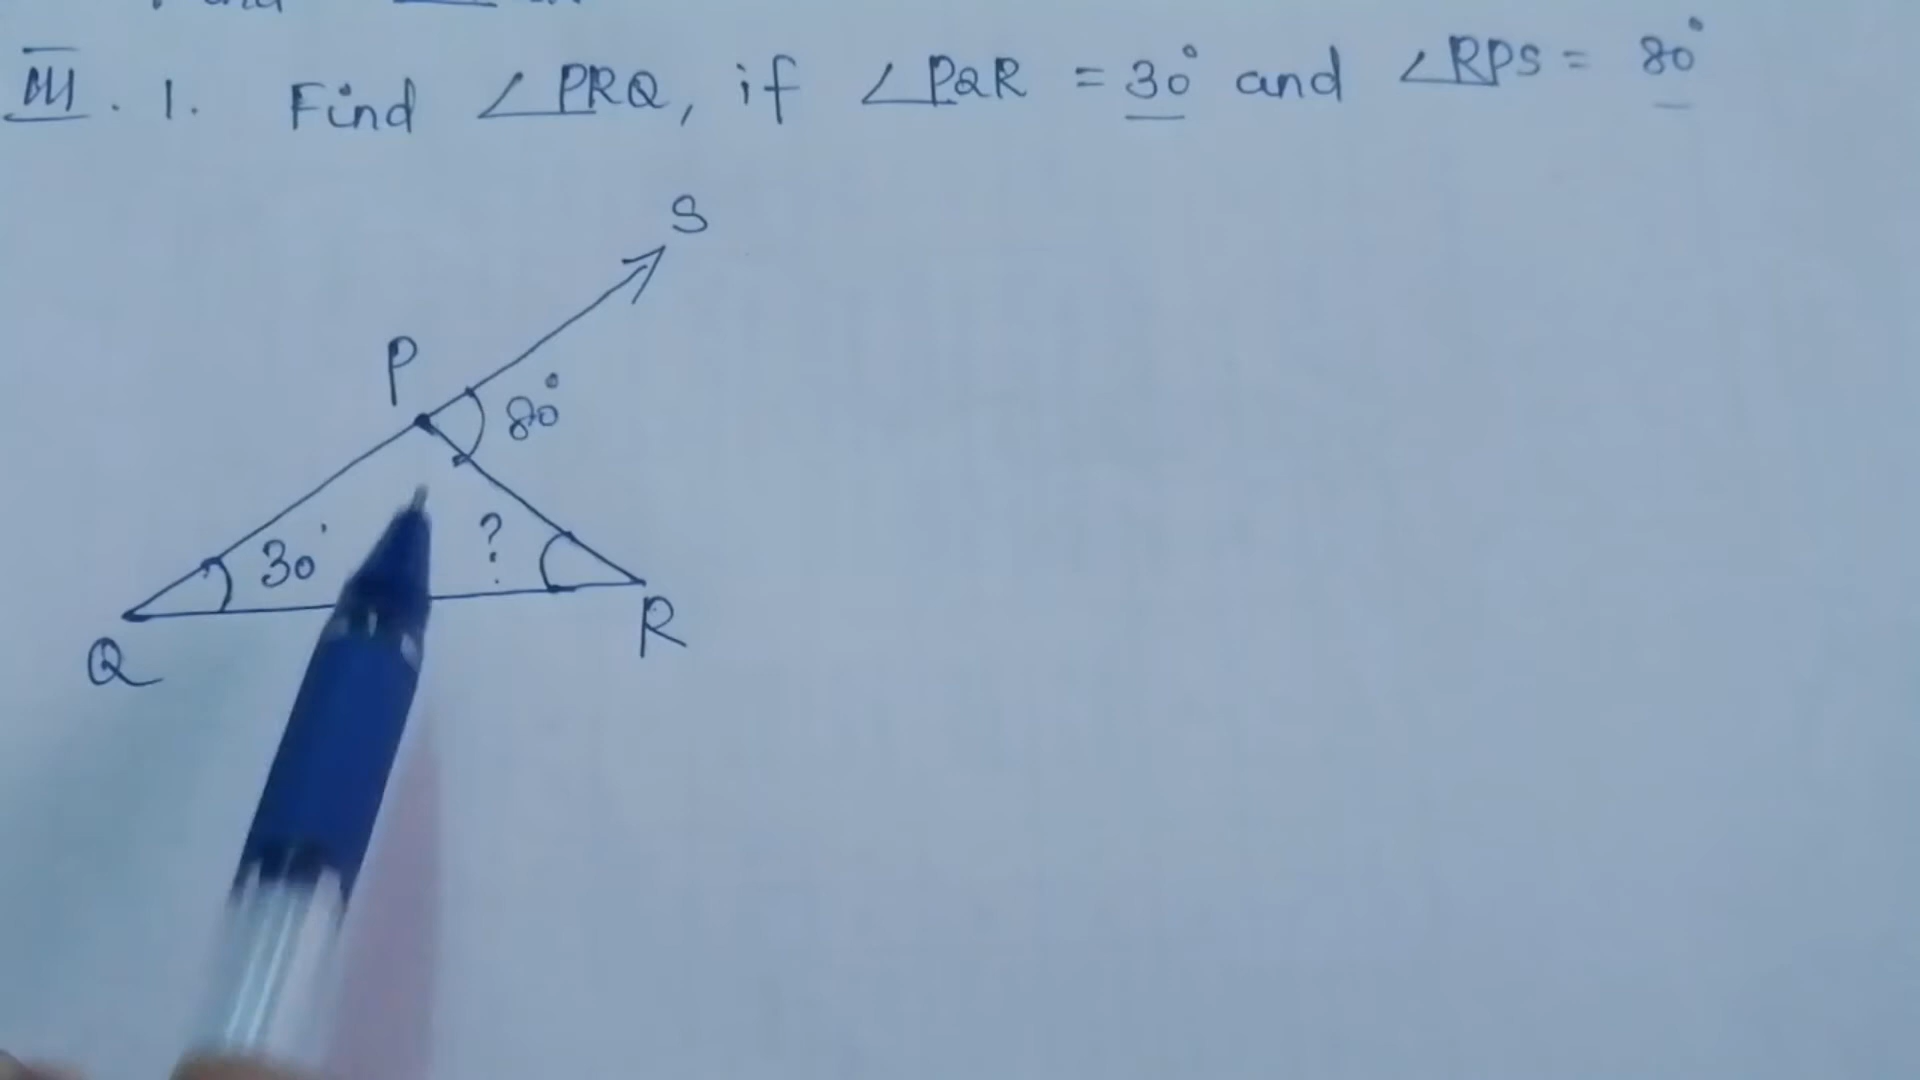 III. 1. Find ∠PRQ, if ∠PQR = 30° and ∠RPS = 80°
S
P
80°
30°
?
Q
R